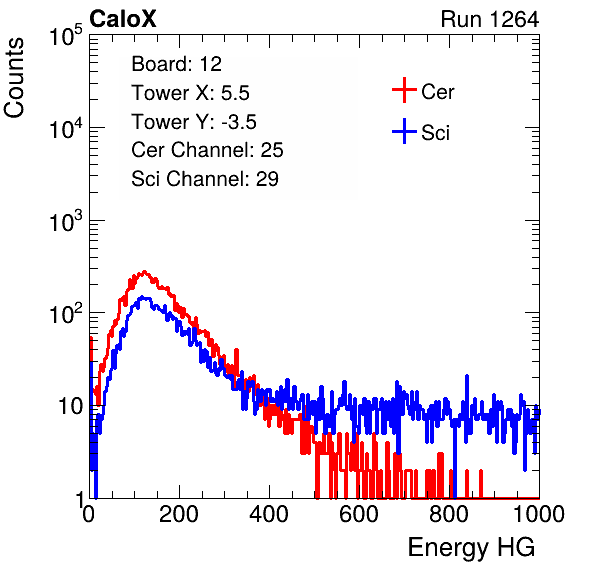 CaloX Run 1264
Counts
10^5
10^4
10^3
10^2
10
1
Board: 12
Tower X: 5.5
Tower Y: -3.5
Cer Channel: 25
Sci Channel: 29
Cer
Sci
0 200 400 600 800 1000
Energy HG